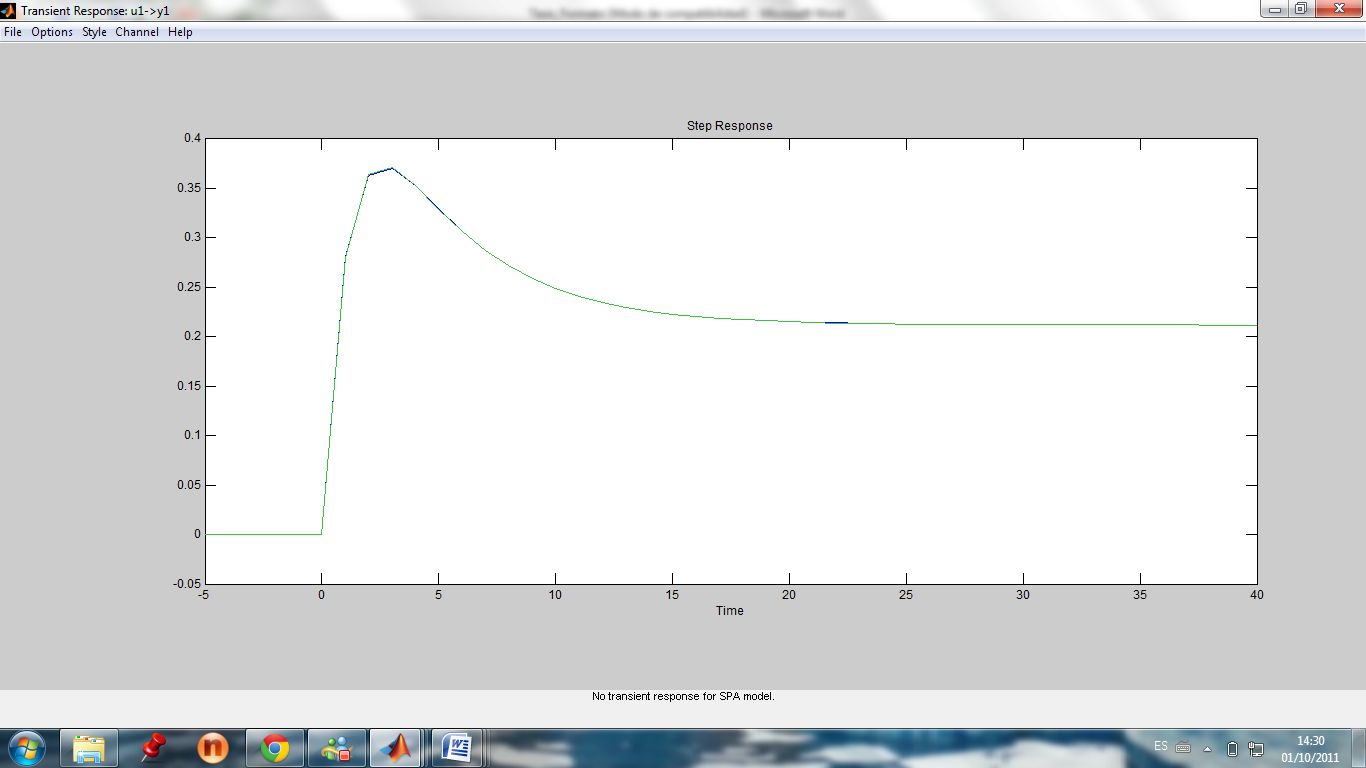 Transient Response: u1->y1
File Options Style Channel Help
Step Response
0.4
0.35
0.3
0.25
0.2
0.15
0.1
0.05
0
-0.05
-5 0 5 10 15 20 25 30 35 40
Time
No transient response for SPA model.
ES
14:30
01/10/2011